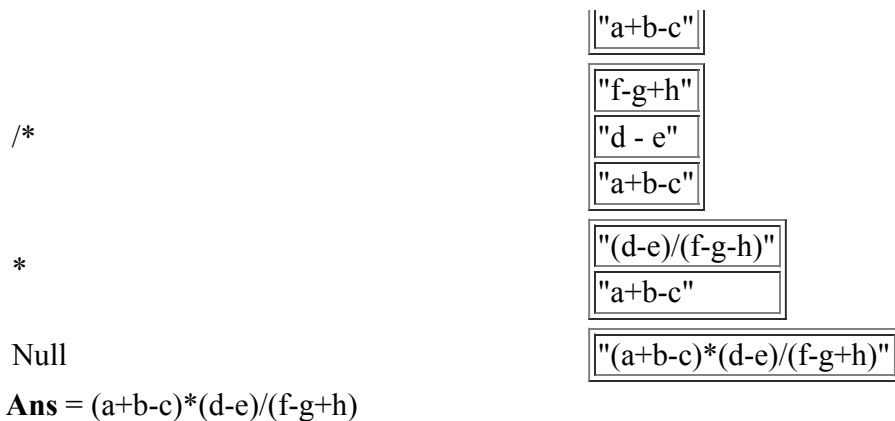 "a+b-c"
"f-g+h"
/*
"d - e"
"a+b-c"
"(d-e)/(f-g-h)"
*
"a+b-c"
Null
"(a+b-c)*(d-e)/(f-g+h)"
Ans = (a+b-c)*(d-e)/(f-g+h)